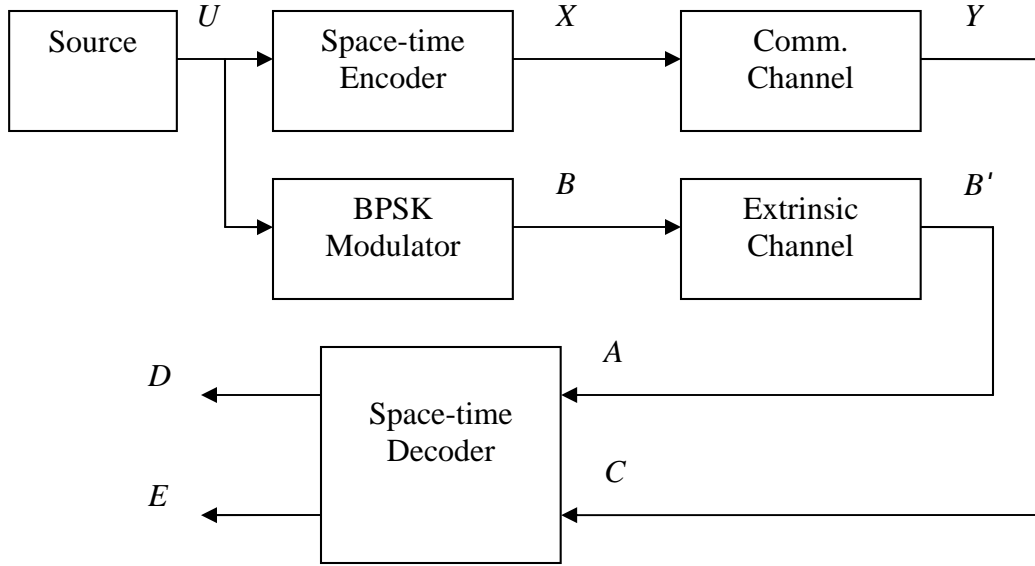 U
X
Y
Source
Space-time
Encoder
Comm.
Channel
B
B'
BPSK
Modulator
Extrinsic
Channel
A
D
Space-time
Decoder
C
E